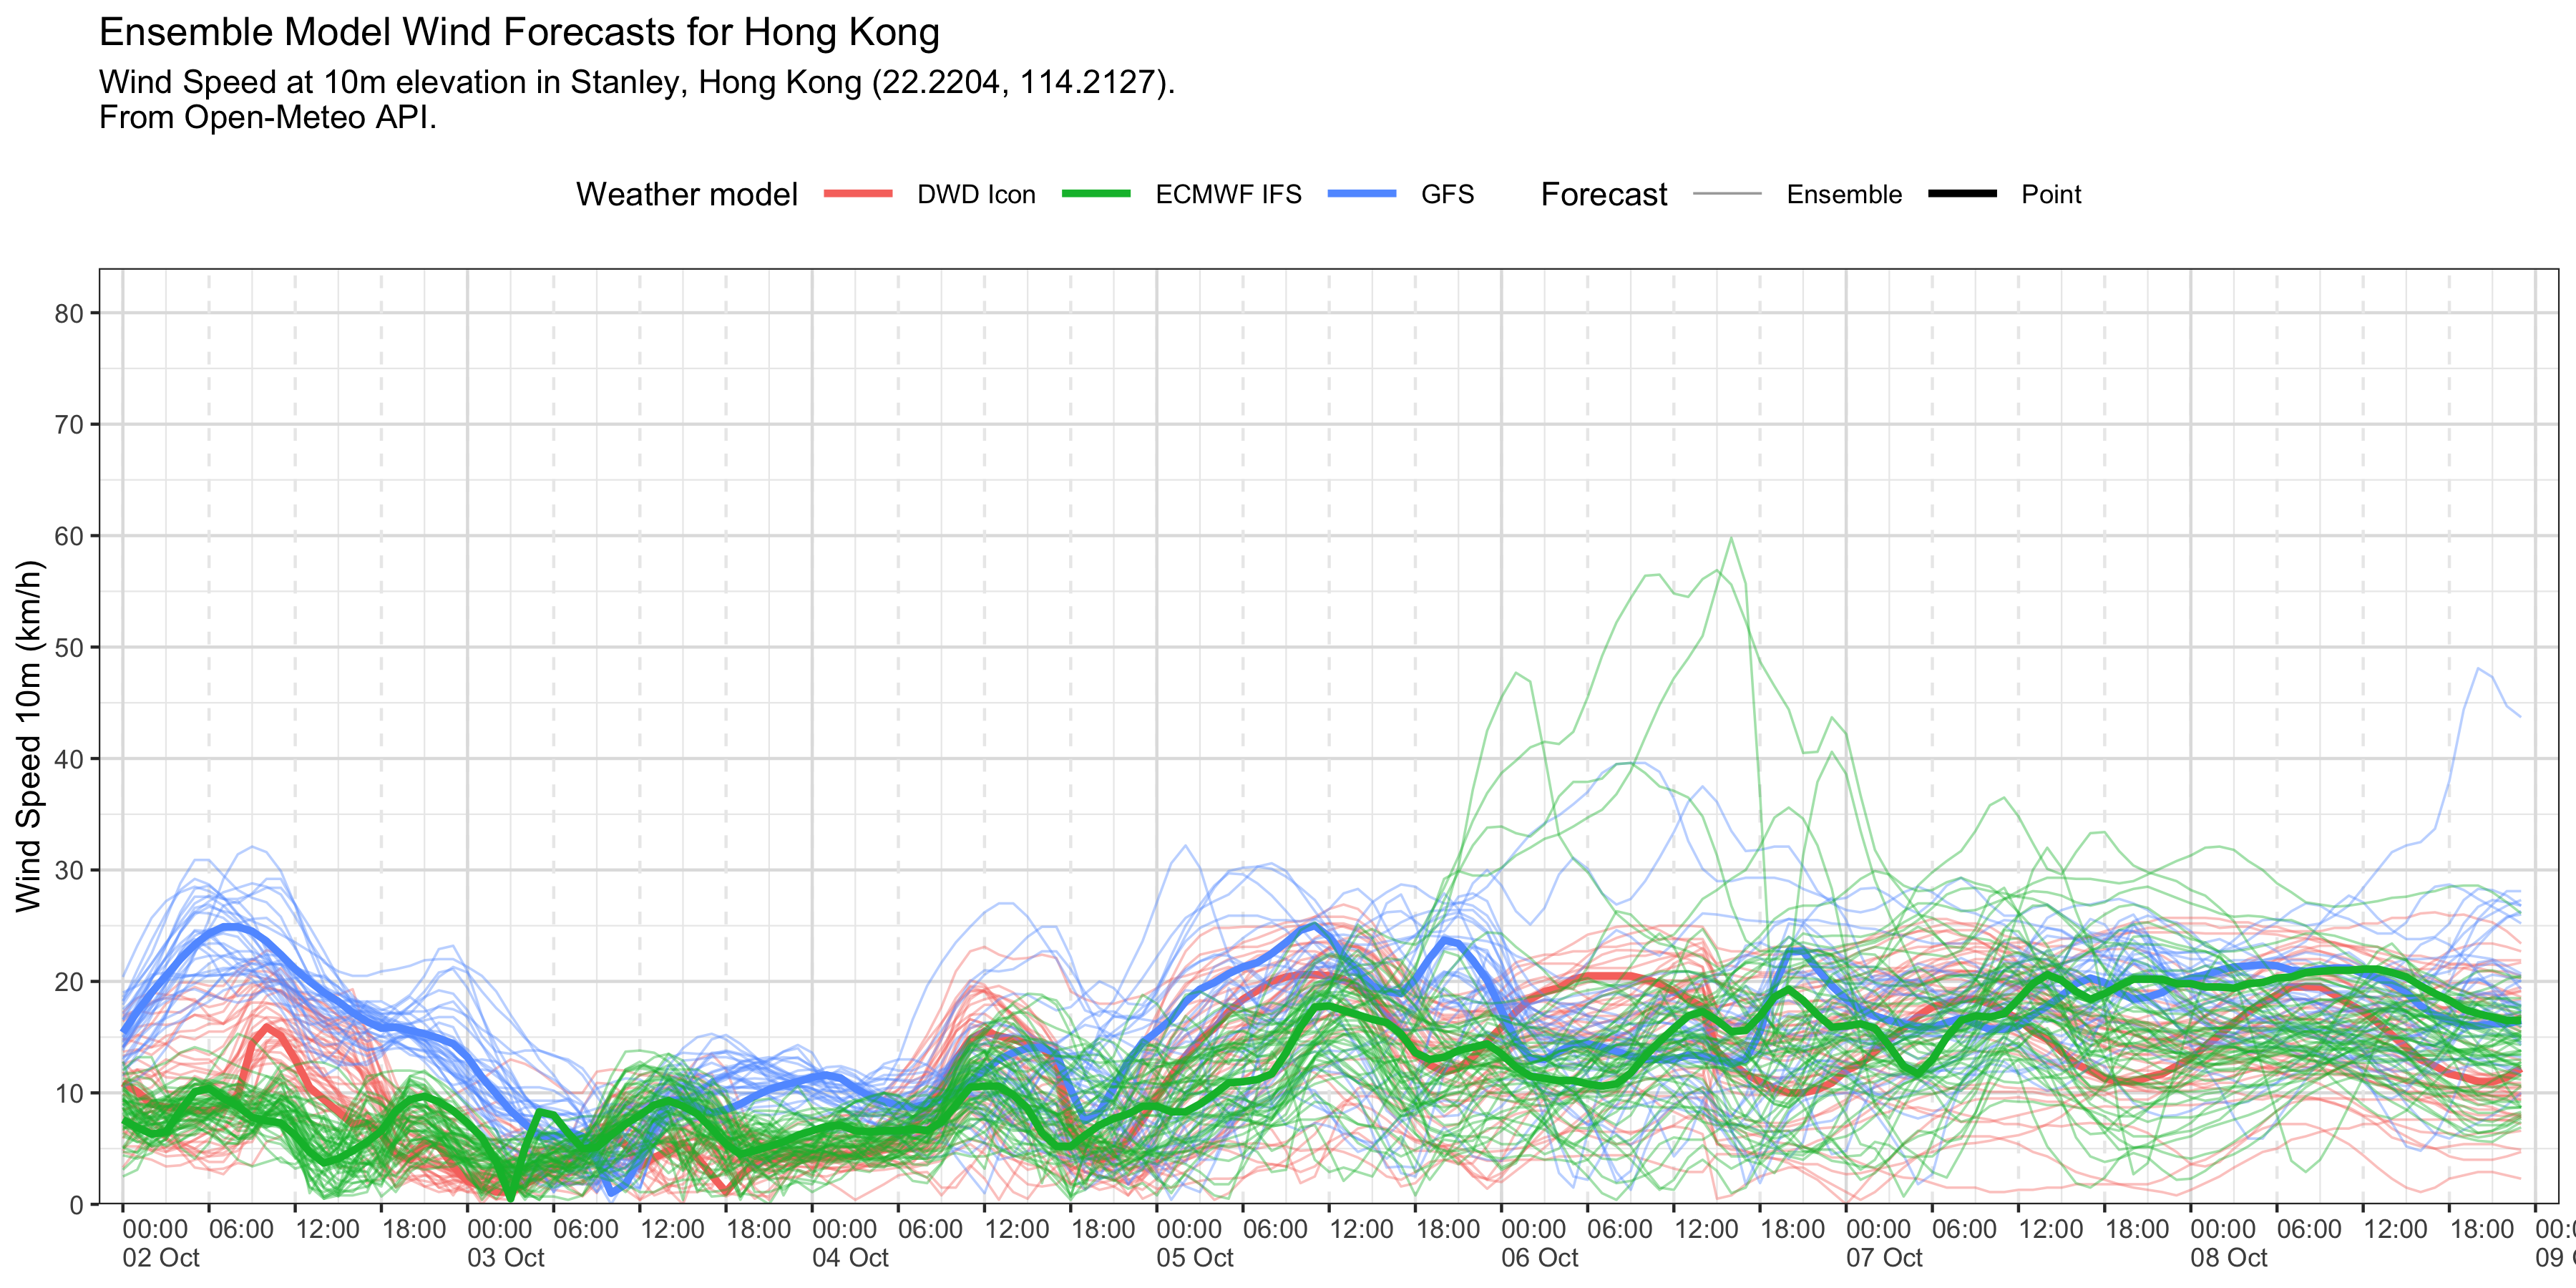 Ensemble Model Wind Forecasts for Hong Kong
Wind Speed at 10m elevation in Stanley, Hong Kong (22.2204, 114.2127).
From Open-Meteo API.
Weather model DWD Icon ECMWF IFS GFS Forecast Ensemble Point
Wind Speed 10m (km/h)
80
70
60
50
40
30
20
10
0
00:00 06:00 12:00 18:00 00:00 06:00 12:00 18:00 00:00 06:00 12:00 18:00 00:00 06:00 12:00 18:00 00:00 06:00 12:00 18:00 00:00 06:00 12:00 18:00 00:00 06:00 12:00 18:00 00:0
02 Oct 03 Oct 04 Oct 05 Oct 06 Oct 07 Oct 08 Oct 09